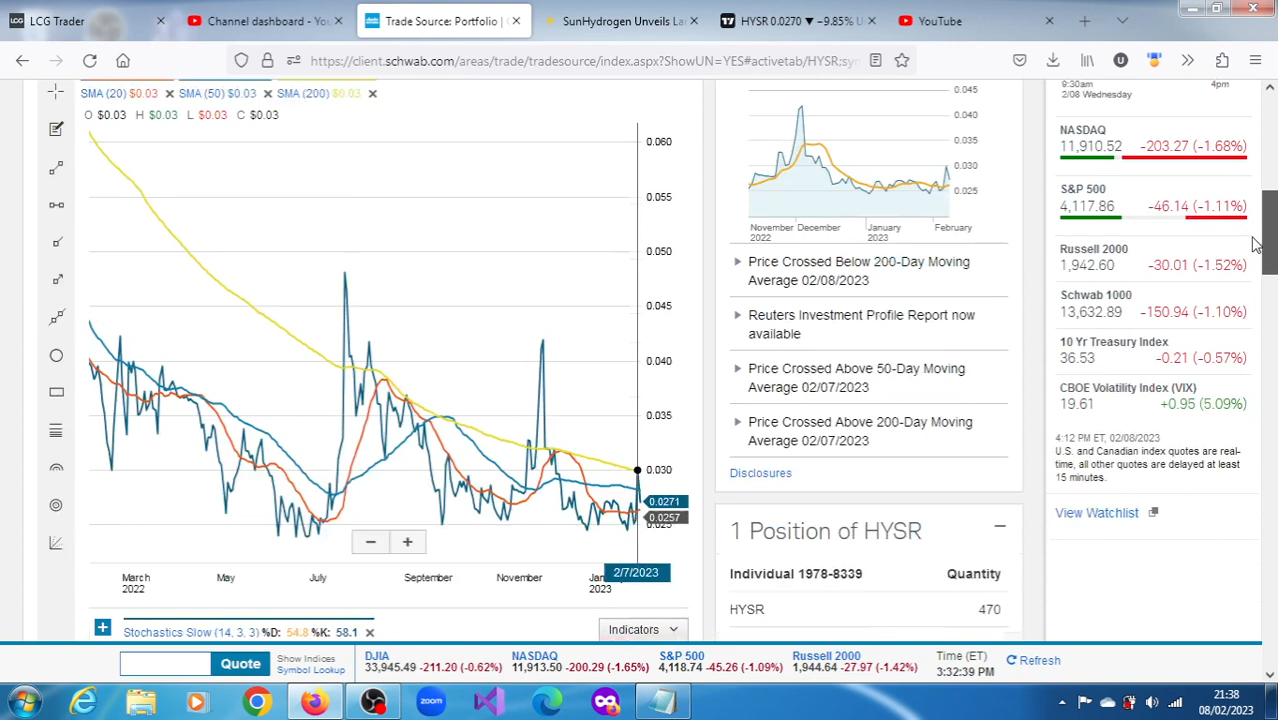 LCG Trader
Channel dashboard - You
Trade Source: Portfolio | C
SunHydrogen Unveils La
HYSR 0.0270 ▼ −9.85% U
YouTube
https://client.schwab.com/areas/trade/tradesource/index.aspx?ShowUN=YES#activetab/HYSR;sy
SMA (20) $0.03 SMA (50) $0.03 SMA (200) $0.03
O $0.03 H $0.03 L $0.03 C $0.03
0.060
0.055
0.050
0.045
0.040
0.035
0.030
0.0271
0.0257
− +
2/7/2023
March May July September November
2022 2023
Stochastics Slow (14, 3, 3) %D: 54.8 %K: 58.1
Indicators
0.045
0.040
0.035
0.030
0.025
November December January February
2022 2023
Price Crossed Below 200-Day Moving
Average 02/08/2023
Reuters Investment Profile Report now
available
Price Crossed Above 50-Day Moving
Average 02/07/2023
Price Crossed Above 200-Day Moving
Average 02/07/2023
Disclosures
1 Position of HYSR
Individual 1978-8339 Quantity
HYSR 470
9:30am 4pm
2/08 Wednesday
NASDAQ
11,910.52 -203.27 (-1.68%)
S&P 500
4,117.86 -46.14 (-1.11%)
Russell 2000
1,942.60 -30.01 (-1.52%)
Schwab 1000
13,632.89 -150.94 (-1.10%)
10 Yr Treasury Index
36.53 -0.21 (-0.57%)
CBOE Volatility Index (VIX)
19.61 +0.95 (5.09%)
4:12 PM ET, 02/08/2023
U.S. and Canadian index quotes are real-
time, all other quotes are delayed at least
15 minutes.
View Watchlist
Quote
Show Indices
Symbol Lookup
DJIA NASDAQ S&P 500 Russell 2000 Time (ET)
33,945.49 -211.20 (-0.62%) 11,913.50 -200.29 (-1.65%) 4,118.74 -45.26 (-1.09%) 1,944.64 -27.97 (-1.42%) 3:32:39 PM
Refresh
zoom
21:38
08/02/2023